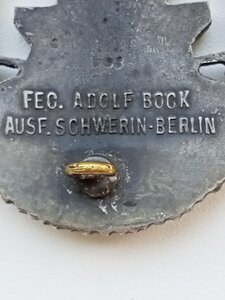 FEC. ADOLF BOCK
AUSF. SCHWERIN-BERLIN